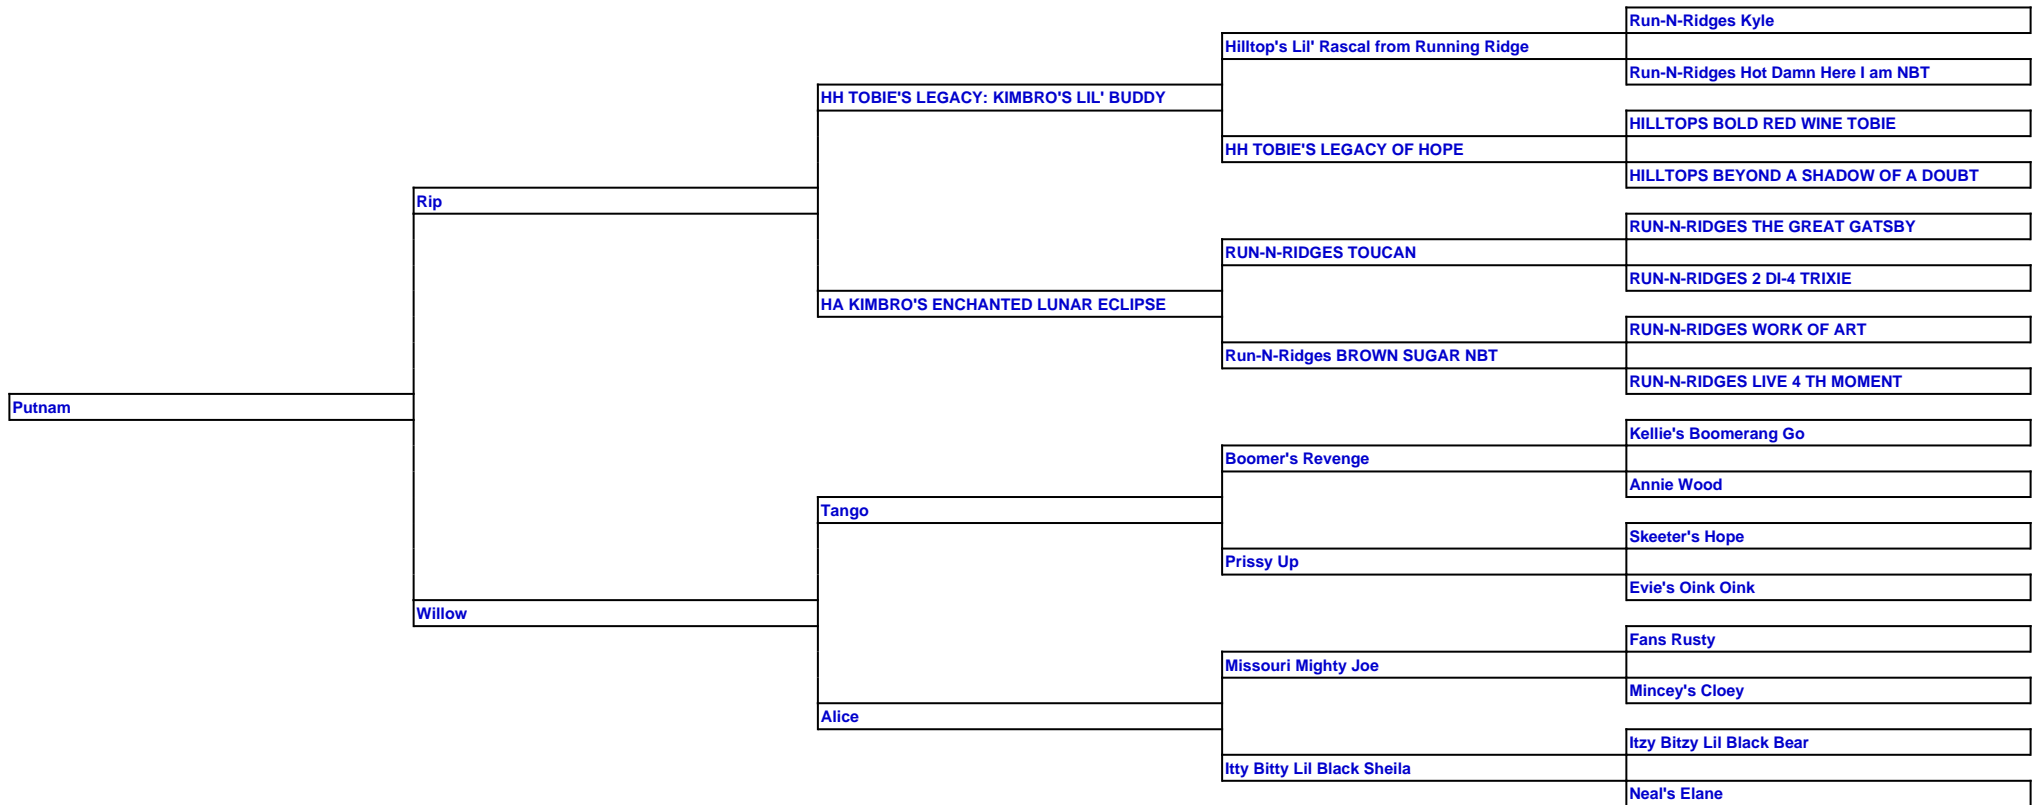 Run-N-Ridges Kyle
Hilltop's Lil' Rascal from Running Ridge
Run-N-Ridges Hot Damn Here I am NBT
HH TOBIE'S LEGACY: KIMBRO'S LIL' BUDDY
HILLTOPS BOLD RED WINE TOBIE
HH TOBIE'S LEGACY OF HOPE
HILLTOPS BEYOND A SHADOW OF A DOUBT
Rip
RUN-N-RIDGES THE GREAT GATSBY
RUN-N-RIDGES TOUCAN
RUN-N-RIDGES 2 DI-4 TRIXIE
HA KIMBRO'S ENCHANTED LUNAR ECLIPSE
RUN-N-RIDGES WORK OF ART
Run-N-Ridges BROWN SUGAR NBT
RUN-N-RIDGES LIVE 4 TH MOMENT
Putnam
Kellie's Boomerang Go
Boomer's Revenge
Annie Wood
Tango
Skeeter's Hope
Prissy Up
Evie's Oink Oink
Willow
Fans Rusty
Missouri Mighty Joe
Mincey's Cloey
Alice
Itzy Bitzy Lil Black Bear
Itty Bitty Lil Black Sheila
Neal's Elane